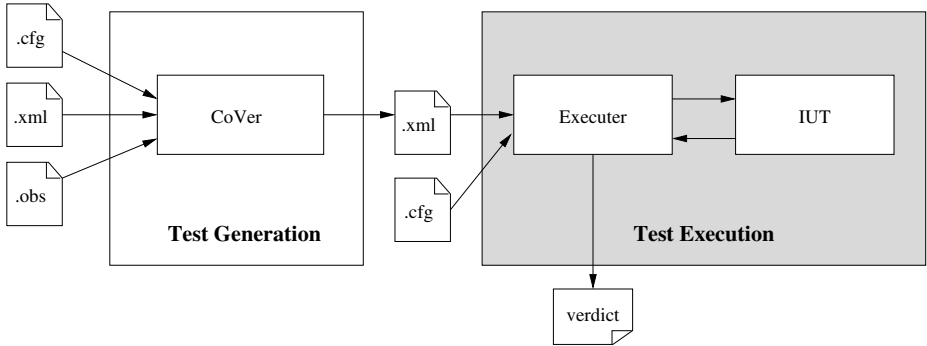 .cfg
.xml
.obs
CoVer
Test Generation
.xml
.cfg
Executer
IUT
Test Execution
verdict